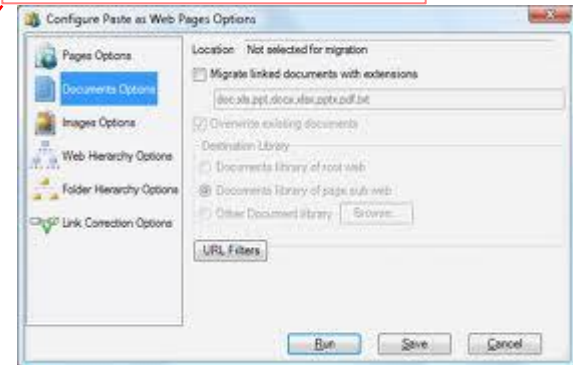 Configure Paste as Web Pages Options
Pages Options
Documents Options
Images Options
Web Hierarchy Options
Folder Hierarchy Options
Link Correction Options
Location Not selected for migration
Migrate linked documents with extensions
doc,xls,ppt,docx,xlsx,pptx,pdf,txt
Overwrite existing documents
Destination Library
Documents library of root web
Documents library of page sub web
Other Document library Browse...
URL Filters
Run Save Cancel